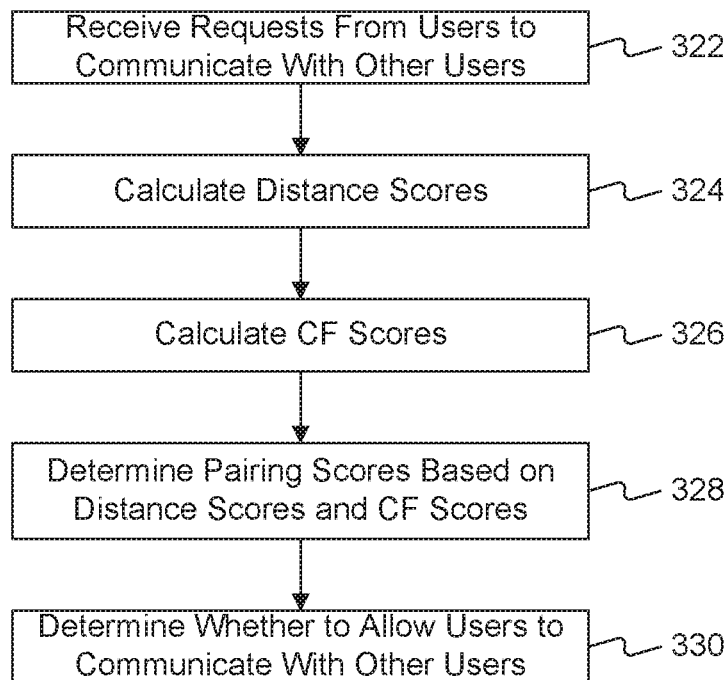 Receive Requests From Users to
Communicate With Other Users
322
Calculate Distance Scores
324
Calculate CF Scores
326
Determine Pairing Scores Based on
Distance Scores and CF Scores
328
Determine Whether to Allow Users to
Communicate With Other Users
330